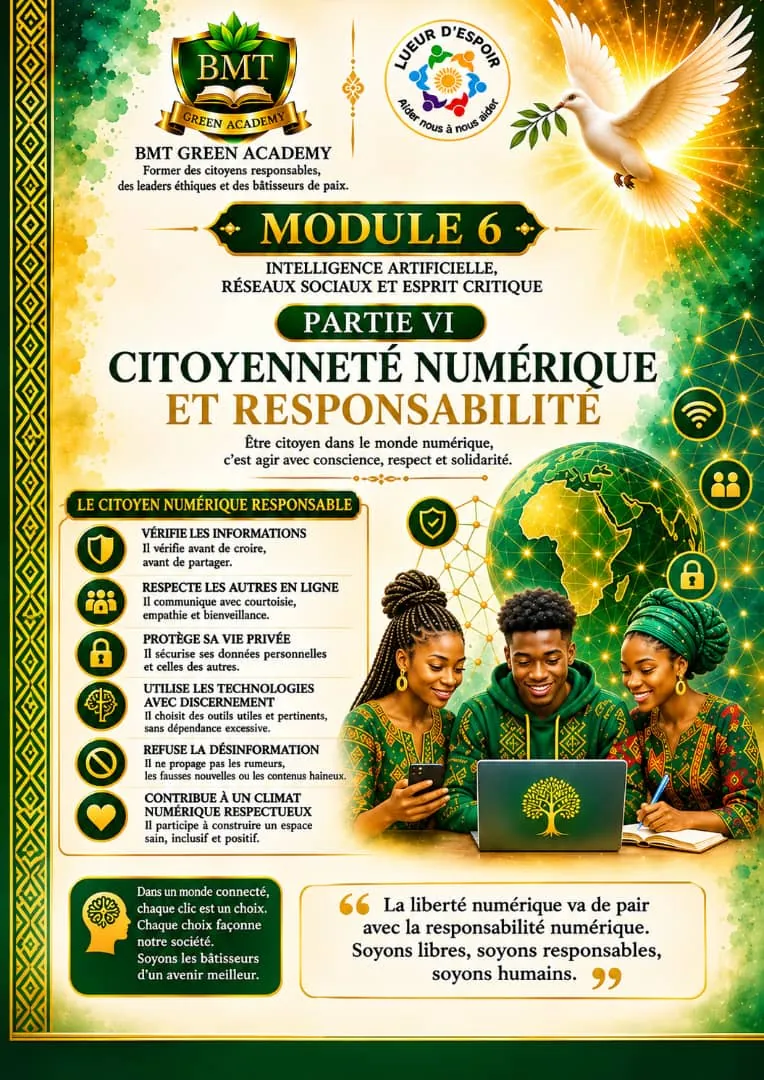 BMT
GREEN ACADEMY
LUEUR D'ESPOIR
Aider nous à nous aider
BMT GREEN ACADEMY
Former des citoyens responsables,
des leaders éthiques et des bâtisseurs de paix.
MODULE 6
INTELLIGENCE ARTIFICIELLE,
RÉSEAUX SOCIAUX ET ESPRIT CRITIQUE
PARTIE VI
CITOYENNETÉ NUMÉRIQUE
ET RESPONSABILITÉ
Être citoyen dans le monde numérique,
c'est agir avec conscience, respect et solidarité.
LE CITOYEN NUMÉRIQUE RESPONSABLE
VÉRIFIE LES INFORMATIONS
Il vérifie avant de croire,
avant de partager.
RESPECTE LES AUTRES EN LIGNE
Il communique avec courtoisie,
empathie et bienveillance.
PROTÈGE SA VIE PRIVÉE
Il sécurise ses données personnelles
et celles des autres.
UTILISE LES TECHNOLOGIES
AVEC DISCERNEMENT
Il choisit des outils utiles et pertinents,
sans dépendance excessive.
REFUSE LA DÉSINFORMATION
Il ne propage pas les rumeurs,
les fausses nouvelles ou les contenus haineux.
CONTRIBUE À UN CLIMAT
NUMÉRIQUE RESPECTUEUX
Il participe à construire un espace
sain, inclusif et positif.
Dans un monde connecté,
chaque clic est un choix.
Chaque choix façonne
notre société.
Soyons les bâtisseurs
d'un avenir meilleur.
“ La liberté numérique va de pair
avec la responsabilité numérique.
Soyons libres, soyons responsables,
soyons humains. ”